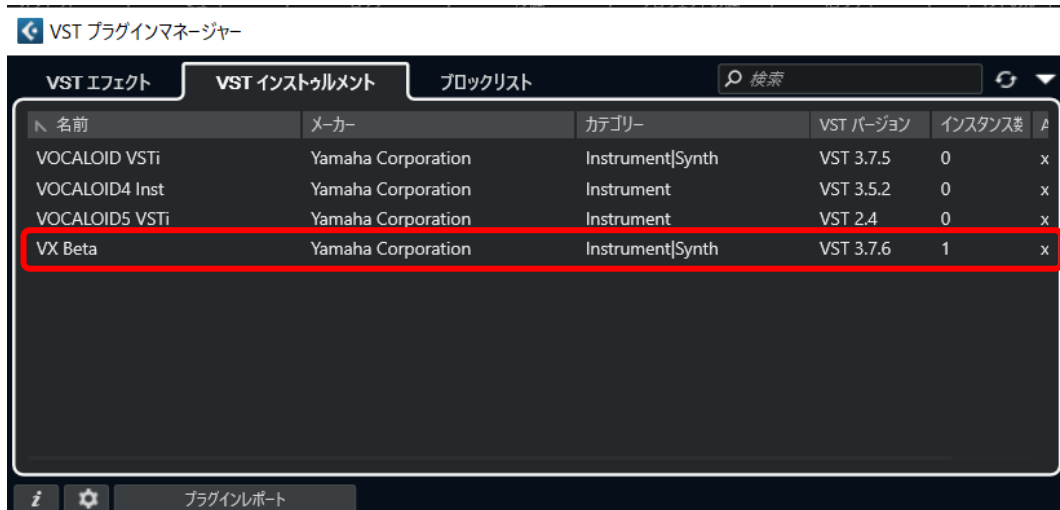 VST プラグインマネージャー
VST エフェクト VST インストゥルメント ブロックリスト 検索
名前 メーカー カテゴリー VST バージョン インスタンス
VOCALOID VSTi Yamaha Corporation Instrument|Synth VST 3.7.5 0 x
VOCALOID4 Inst Yamaha Corporation Instrument VST 3.5.2 0 x
VOCALOID5 VSTi Yamaha Corporation Instrument VST 2.4 0 x
VX Beta Yamaha Corporation Instrument|Synth VST 3.7.6 1 x
i プラグインレポート